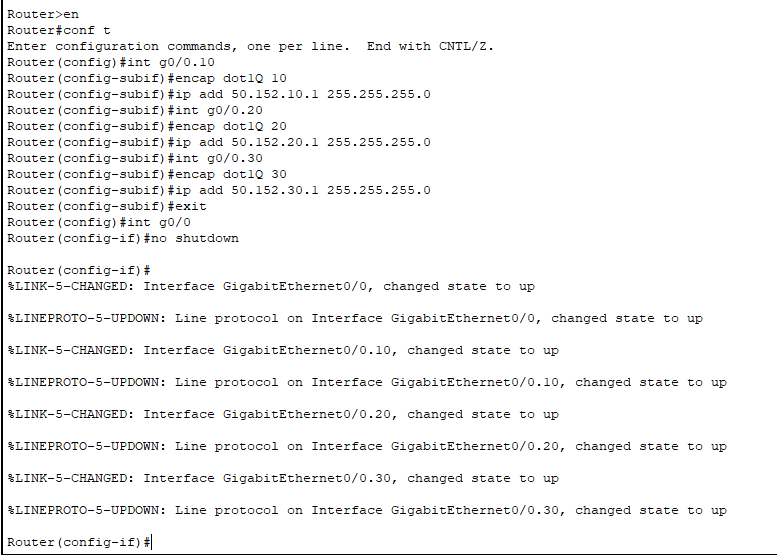 Router>en
Router#conf t
Enter configuration commands, one per line.  End with CNTL/Z.
Router(config)#int g0/0.10
Router(config-subif)#encap dot1Q 10
Router(config-subif)#ip add 50.152.10.1 255.255.255.0
Router(config-subif)#int g0/0.20
Router(config-subif)#encap dot1Q 20
Router(config-subif)#ip add 50.152.20.1 255.255.255.0
Router(config-subif)#int g0/0.30
Router(config-subif)#encap dot1Q 30
Router(config-subif)#ip add 50.152.30.1 255.255.255.0
Router(config-subif)#exit
Router(config)#int g0/0
Router(config-if)#no shutdown
Router(config-if)#
%LINK-5-CHANGED: Interface GigabitEthernet0/0, changed state to up
%LINEPROTO-5-UPDOWN: Line protocol on Interface GigabitEthernet0/0, changed state to up
%LINK-5-CHANGED: Interface GigabitEthernet0/0.10, changed state to up
%LINEPROTO-5-UPDOWN: Line protocol on Interface GigabitEthernet0/0.10, changed state to up
%LINK-5-CHANGED: Interface GigabitEthernet0/0.20, changed state to up
%LINEPROTO-5-UPDOWN: Line protocol on Interface GigabitEthernet0/0.20, changed state to up
%LINK-5-CHANGED: Interface GigabitEthernet0/0.30, changed state to up
%LINEPROTO-5-UPDOWN: Line protocol on Interface GigabitEthernet0/0.30, changed state to up
Router(config-if)#